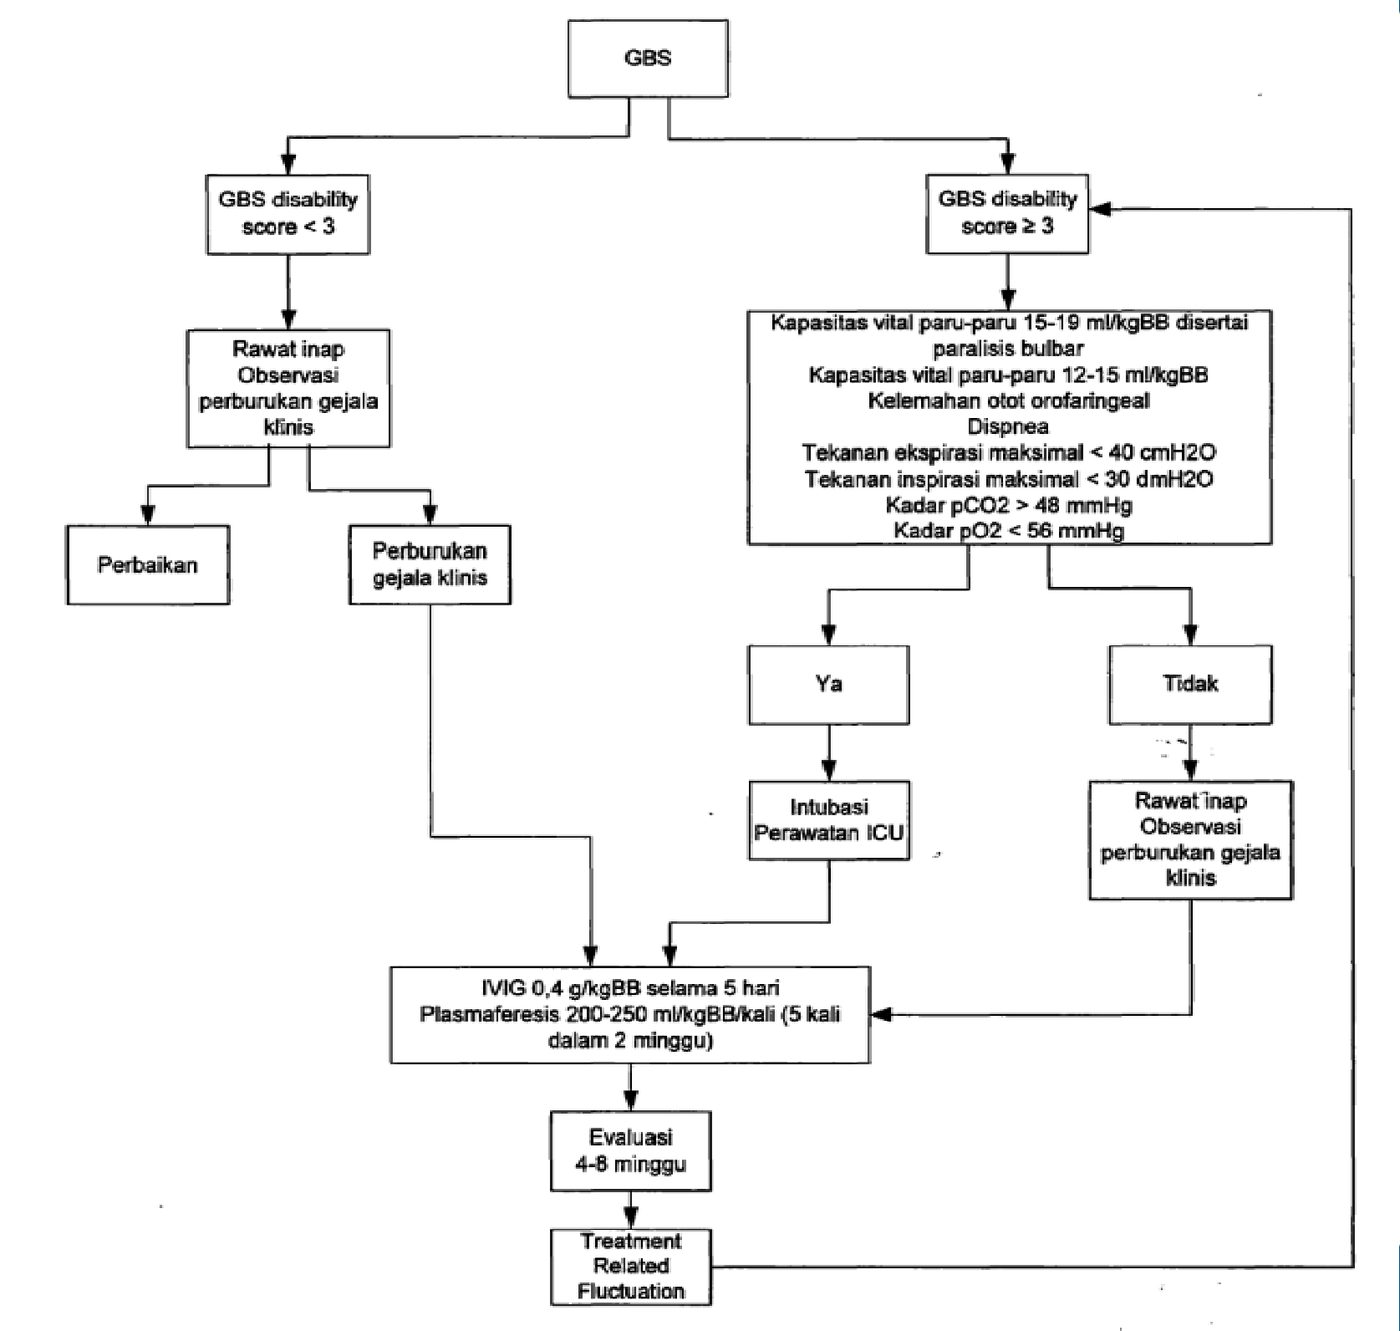 GBS
GBS disability
score < 3
GBS disability
score ≥ 3
Rawat inap
Observasi
perburukan gejala
klinis
Kapasitas vital paru-paru 15-19 ml/kgBB disertai
paralisis bulbar
Kapasitas vital paru-paru 12-15 ml/kgBB
Kelemahan otot orofaringeal
Dispnea
Tekanan ekspirasi maksimal < 40 cmH2O
Tekanan inspirasi maksimal < 30 dmH2O
Kadar pCO2 > 48 mmHg
Kadar pO2 < 56 mmHg
Perbaikan
Perburukan
gejala klinis
Ya
Tidak
Intubasi
Perawatan ICU
Rawat inap
Observasi
perburukan gejala
klinis
IVIG 0,4 g/kgBB selama 5 hari
Plasmaferesis 200-250 ml/kgBB/kali (5 kali
dalam 2 minggu)
Evaluasi
4-8 minggu
Treatment
Related
Fluctuation